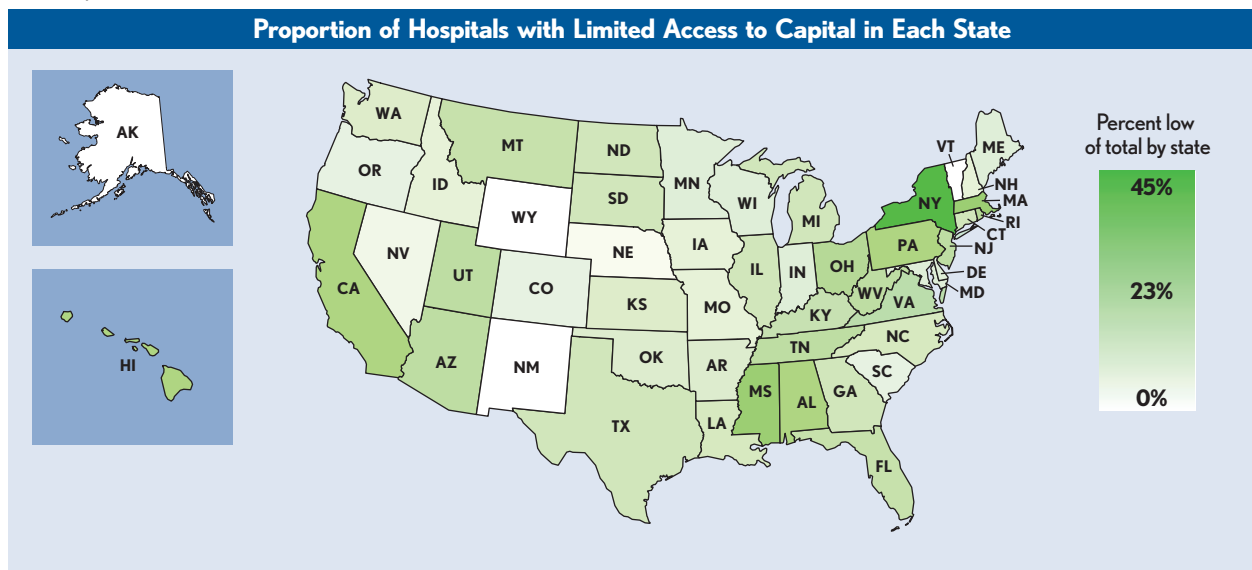 Proportion of Hospitals with Limited Access to Capital in Each State
AK
HI
WA
OR
ID
MT
ND
SD
MN
WI
MI
WY
NE
IA
NV
UT
CO
CA
AZ
NM
KS
MO
OK
AR
TX
LA
IL
IN
OH
KY
WV
VA
TN
NC
SC
MS
AL
GA
FL
PA
NY
VT
ME
NH
MA
RI
CT
NJ
DE
MD
Percent low
of total by state
45%
23%
0%